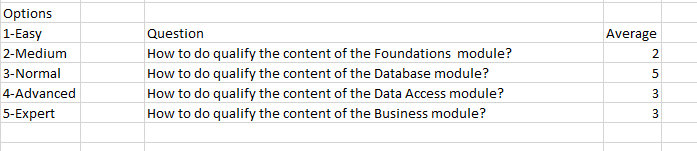 Options
1-Easy Question Average
2-Medium How to do qualify the content of the Foundations module? 2
3-Normal How to do qualify the content of the Database module? 5
4-Advanced How to do qualify the content of the Data Access module? 3
5-Expert How to do qualify the content of the Business module? 3